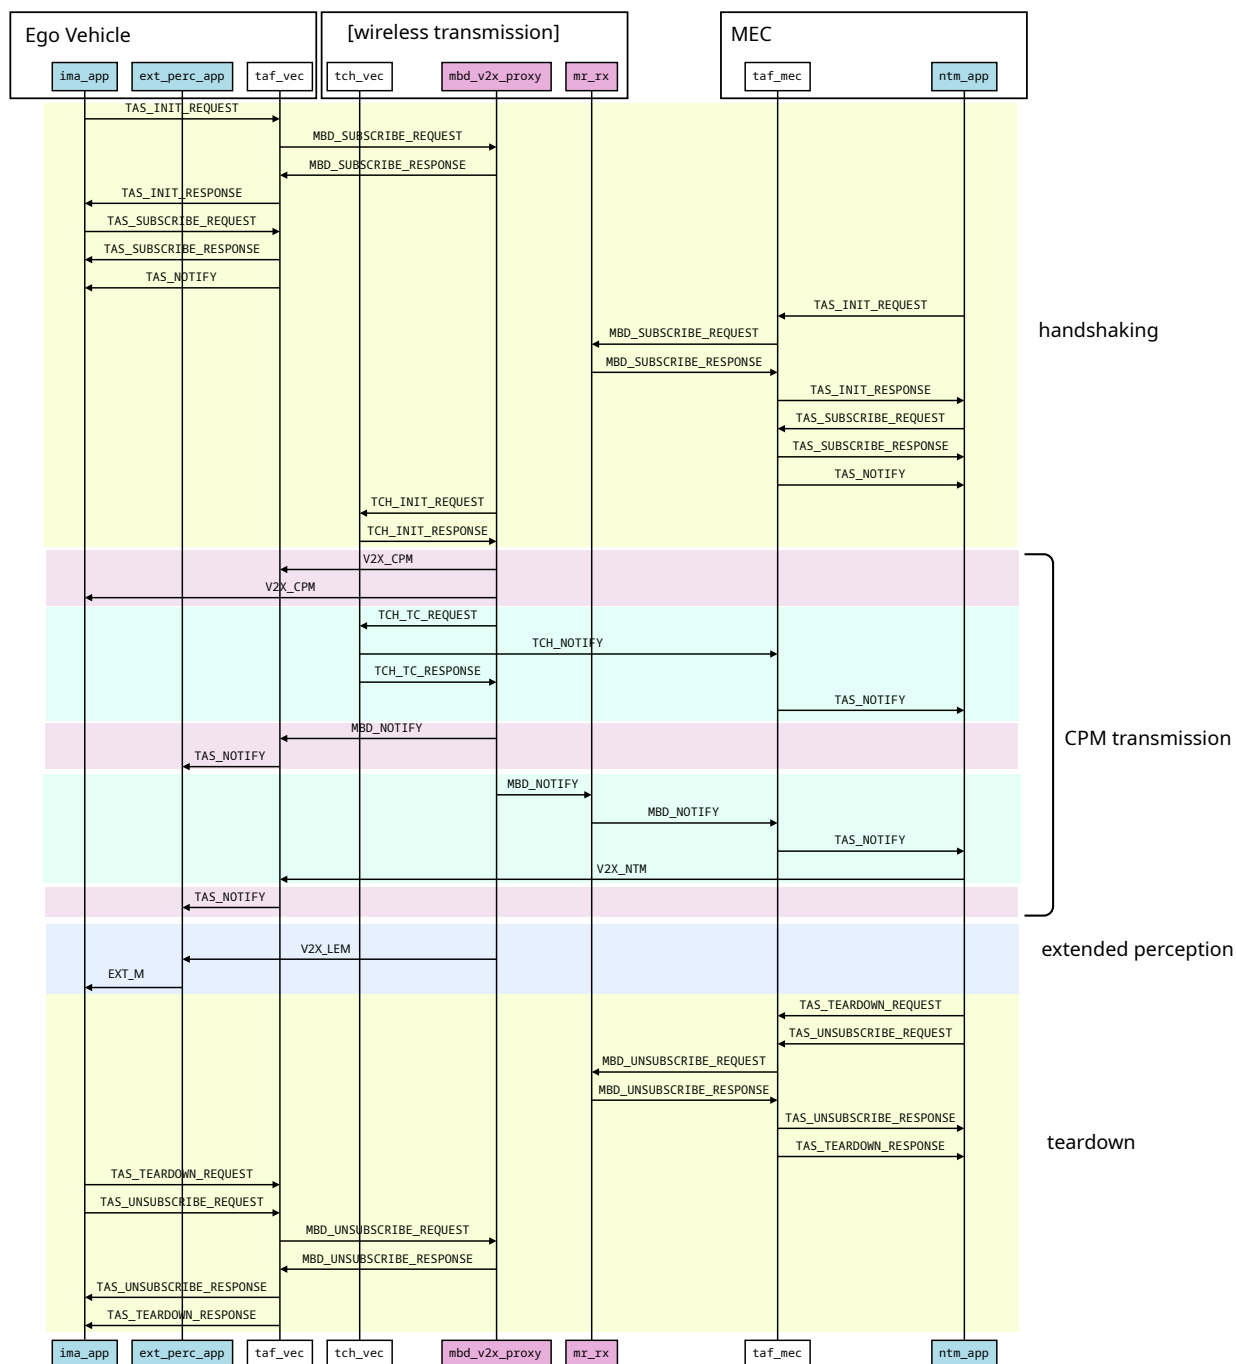 Ego Vehicle
[wireless transmission]
MEC
ima_app ext_perc_app taf_vec tch_vec mbd_v2x_proxy mr_rx taf_mec ntm_app
TAS_INIT_REQUEST
MBD_SUBSCRIBE_REQUEST
MBD_SUBSCRIBE_RESPONSE
TAS_INIT_RESPONSE
TAS_SUBSCRIBE_REQUEST
TAS_SUBSCRIBE_RESPONSE
TAS_NOTIFY
TAS_INIT_REQUEST
handshaking
MBD_SUBSCRIBE_REQUEST
MBD_SUBSCRIBE_RESPONSE
TAS_INIT_RESPONSE
TAS_SUBSCRIBE_REQUEST
TAS_SUBSCRIBE_RESPONSE
TAS_NOTIFY
TCH_INIT_REQUEST
TCH_INIT_RESPONSE
V2X_CPM
V2X_CPM
TCH_TC_REQUEST
TCH_NOTIFY
TCH_TC_RESPONSE
TAS_NOTIFY
MBD_NOTIFY
CPM transmission
TAS_NOTIFY
MBD_NOTIFY
MBD_NOTIFY
TAS_NOTIFY
V2X_NTM
TAS_NOTIFY
V2X_LEM
extended perception
EXT_M
TAS_TEARDOWN_REQUEST
TAS_UNSUBSCRIBE_REQUEST
MBD_UNSUBSCRIBE_REQUEST
MBD_UNSUBSCRIBE_RESPONSE
TAS_UNSUBSCRIBE_RESPONSE
teardown
TAS_TEARDOWN_RESPONSE
TAS_TEARDOWN_REQUEST
TAS_UNSUBSCRIBE_REQUEST
MBD_UNSUBSCRIBE_REQUEST
MBD_UNSUBSCRIBE_RESPONSE
TAS_UNSUBSCRIBE_RESPONSE
TAS_TEARDOWN_RESPONSE
ima_app ext_perc_app taf_vec tch_vec mbd_v2x_proxy mr_rx taf_mec ntm_app